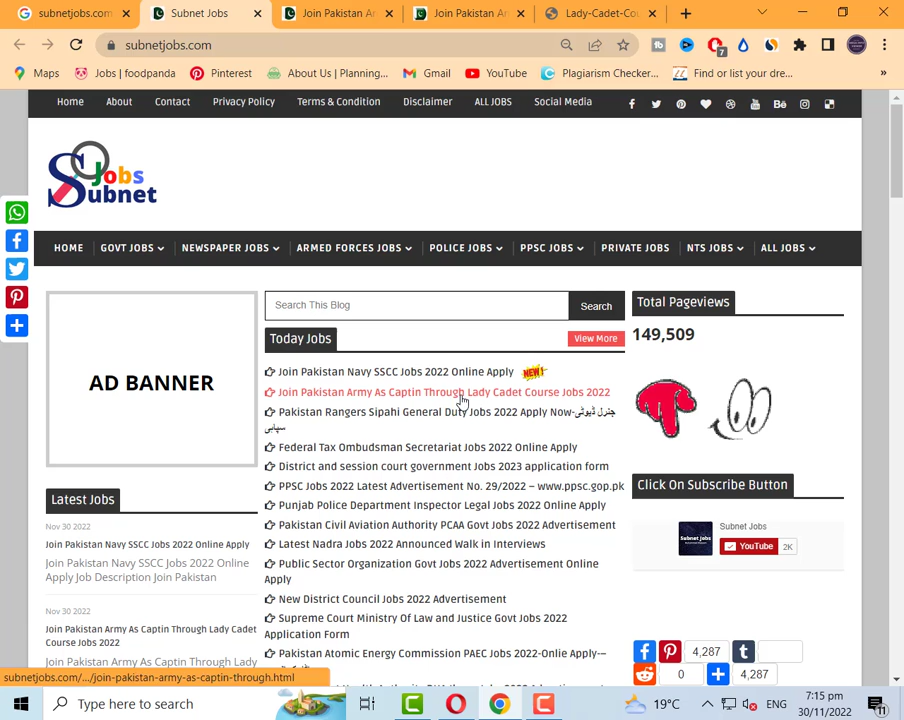 subnetjobs.com
Subnet Jobs
Join Pakistan Ar
Join Pakistan Ar
Lady-Cadet-Cou
subnetjobs.com
7
Maps
Jobs | foodpanda
Pinterest
About Us | Planning...
Gmail
YouTube
Plagiarism Checker...
Find or list your dre...
»
Home
About
Contact
Privacy Policy
Terms & Condition
Disclaimer
ALL JOBS
Social Media
Jobs
Subnet
HOME
GOVT JOBS
NEWSPAPER JOBS
ARMED FORCES JOBS
POLICE JOBS
PPSC JOBS
PRIVATE JOBS
NTS JOBS
ALL JOBS
AD BANNER
Latest Jobs
Nov 30 2022
Join Pakistan Navy SSCC Jobs 2022 Online Apply
Join Pakistan Navy SSCC Jobs 2022 Online
Apply Job Description Join Pakistan
Nov 30 2022
Join Pakistan Army As Captin Through Lady Cadet
Course Jobs 2022
Join Pakistan Army As Captin Through Lady
Search This Blog
Search
Today Jobs
View More
Join Pakistan Navy SSCC Jobs 2022 Online Apply NEW!
Join Pakistan Army As Captin Through Lady Cadet Course Jobs 2022
Pakistan Rangers Sipahi General Duty Jobs 2022 Apply Now-جنرل ڈیوٹی
سپاہی
Federal Tax Ombudsman Secretariat Jobs 2022 Online Apply
District and session court government Jobs 2023 application form
PPSC Jobs 2022 Latest Advertisement No. 29/2022 – www.ppsc.gop.pk
Punjab Police Department Inspector Legal Jobs 2022 Online Apply
Pakistan Civil Aviation Authority PCAA Govt Jobs 2022 Advertisement
Latest Nadra Jobs 2022 Announced Walk in Interviews
Public Sector Organization Govt Jobs 2022 Advertisement Online
Apply
New District Council Jobs 2022 Advertisement
Supreme Court Ministry Of Law and Justice Govt Jobs 2022
Application Form
Pakistan Atomic Energy Commission PAEC Jobs 2022-Onlie Apply-–
Total Pageviews
149,509
Click On Subscribe Button
Subnet Jobs
Subnet Jobs
YouTube
2K
4,287
0
4,287
subnetjobs.com/.../join-pakistan-army-as-captin-through.html
Type here to search
19°C
ENG
7:15 pm
30/11/2022
11